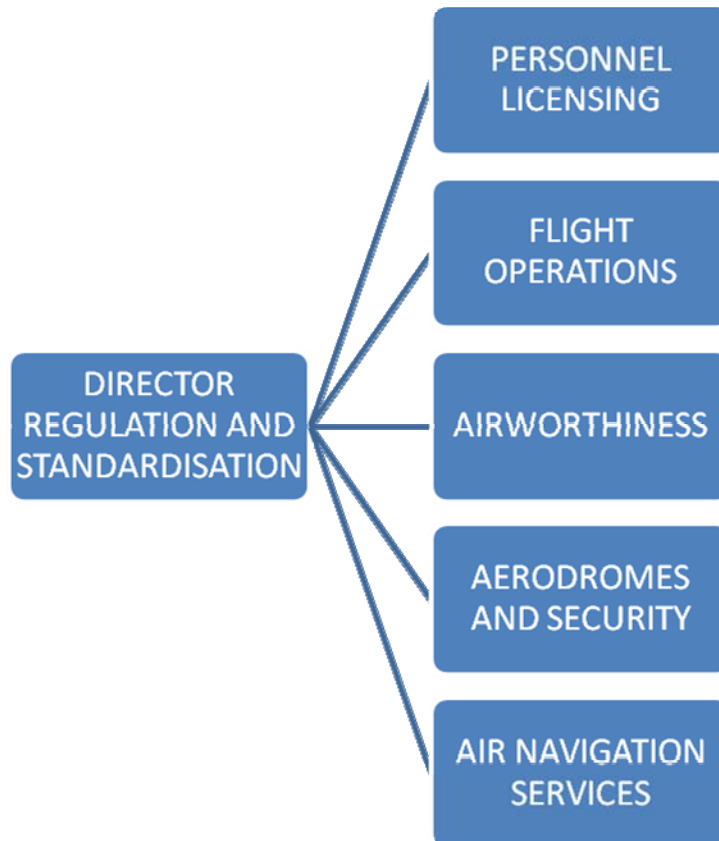 PERSONNEL
LICENSING
FLIGHT
OPERATIONS
DIRECTOR
REGULATION AND
STANDARDISATION
AIRWORTHINESS
AERODROMES
AND SECURITY
AIR NAVIGATION
SERVICES